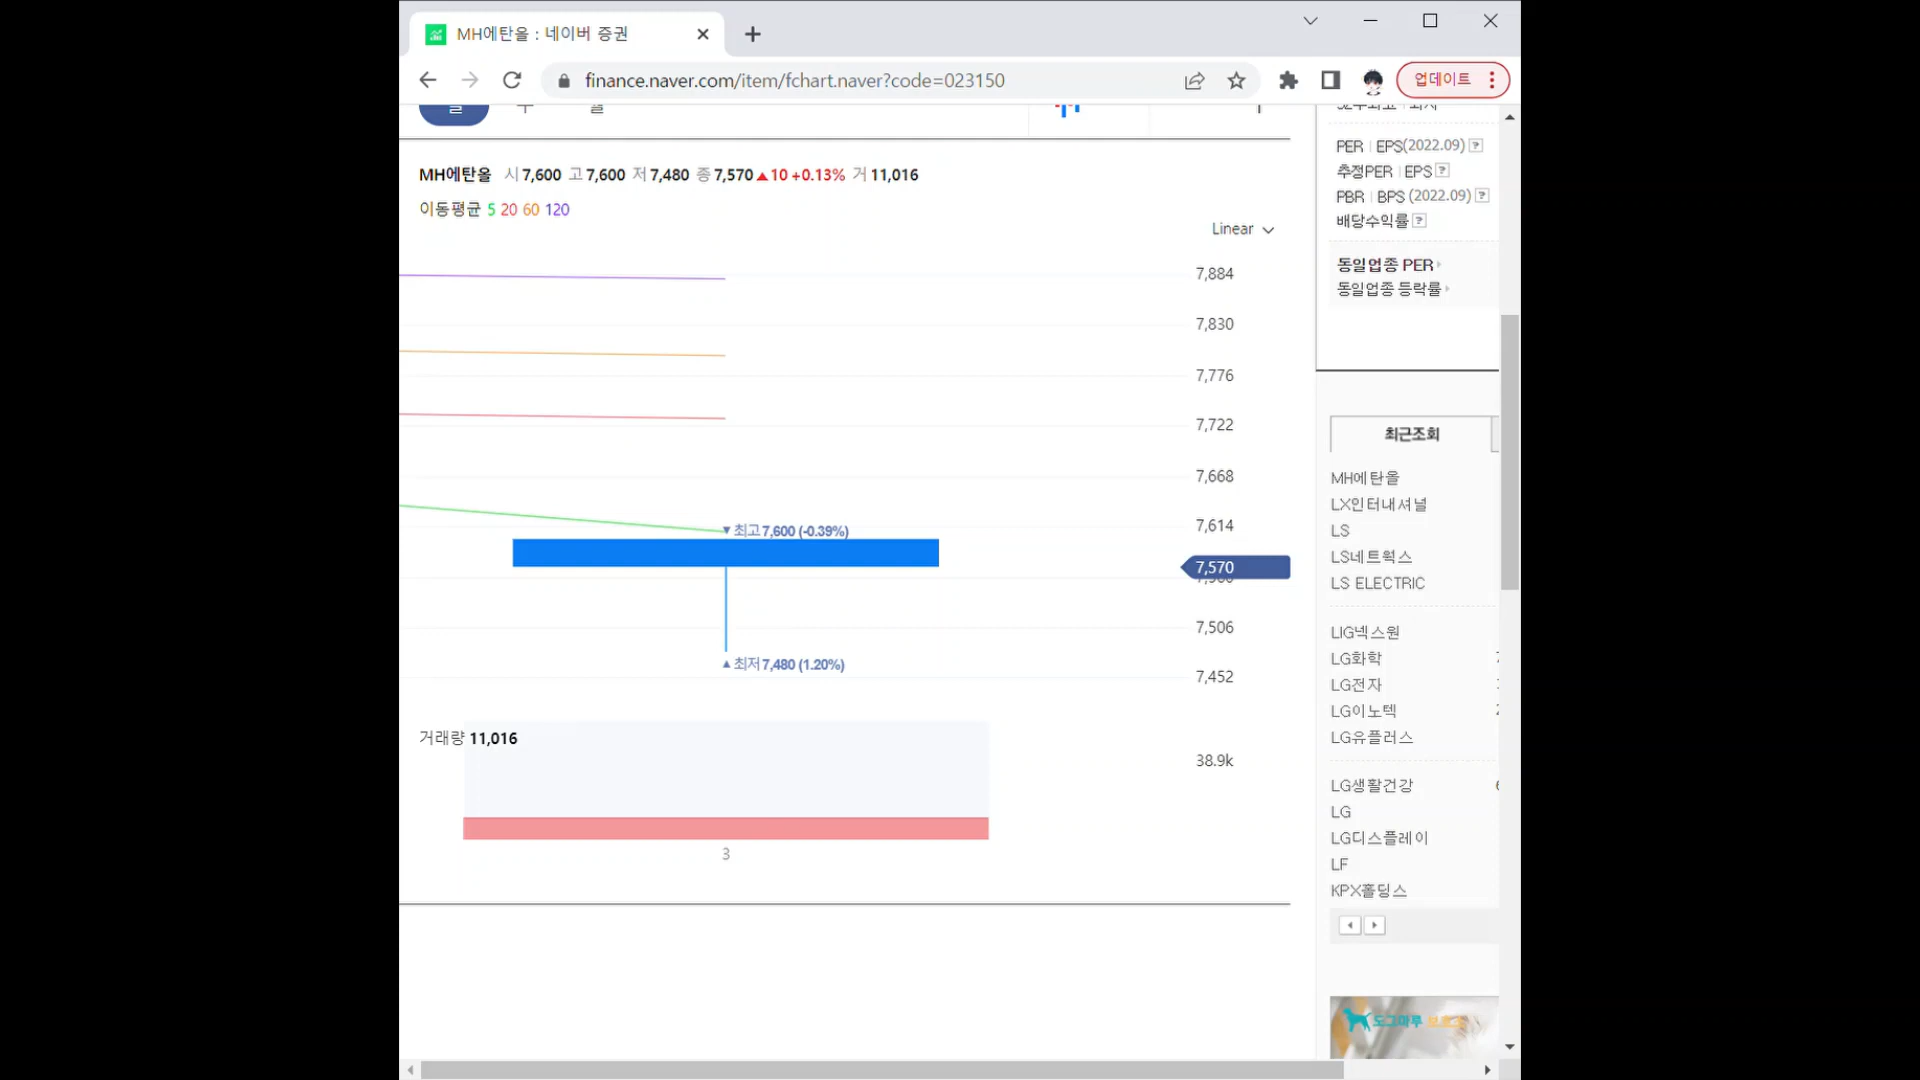 MH에탄올 : 네이버 증권
finance.naver.com/item/fchart.naver?code=023150
업데이트
MH에탄올 시 7,600 고 7,600 저 7,480 종 7,570 ▲10 +0.13% 거 11,016
이동평균 5 20 60 120
Linear
7,884
7,830
7,776
7,722
7,668
7,614
7,570
7,506
7,452
▼최고 7,600 (-0.39%)
▲최저 7,480 (1.20%)
거래량 11,016
38.9k
3
PER | EPS(2022.09) ?
추정PER | EPS ?
PBR | BPS (2022.09) ?
배당수익률 ?
동일업종 PER
동일업종 등락률
최근조회
MH에탄올
LX인터내셔널
LS
LS네트웍스
LS ELECTRIC
LIG넥스원
LG화학
LG전자
LG이노텍
LG유플러스
LG생활건강
LG
LG디스플레이
LF
KPX홀딩스
도그마루